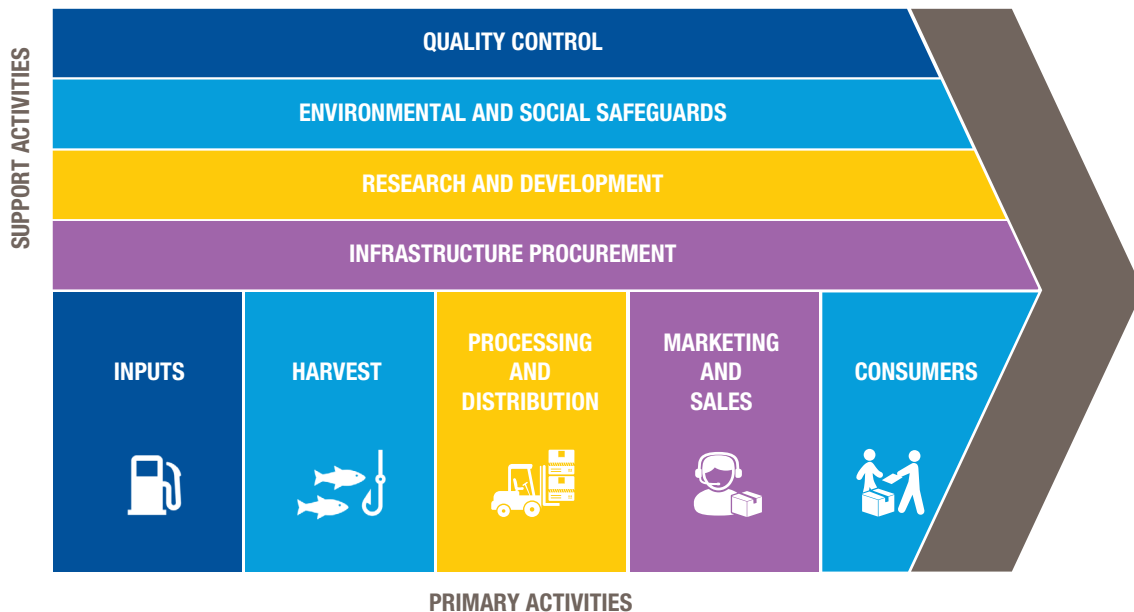 SUPPORT ACTIVITIES
QUALITY CONTROL
ENVIRONMENTAL AND SOCIAL SAFEGUARDS
RESEARCH AND DEVELOPMENT
INFRASTRUCTURE PROCUREMENT
INPUTS
HARVEST
PROCESSING
AND
DISTRIBUTION
MARKETING
AND
SALES
CONSUMERS
PRIMARY ACTIVITIES